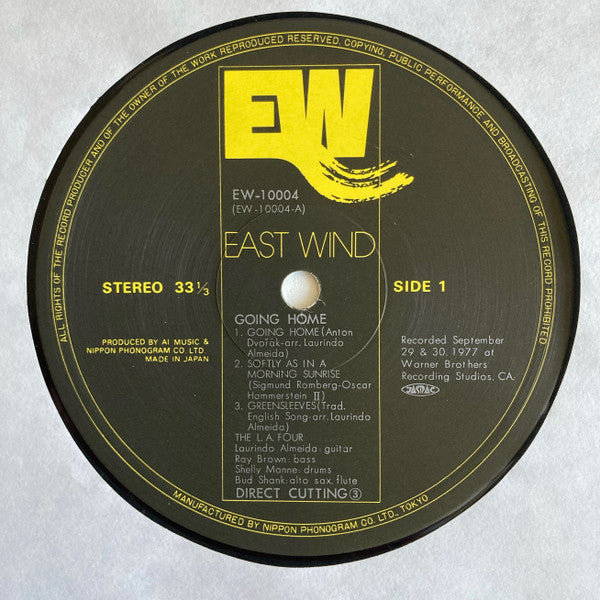 ALL RIGHTS OF THE RECORD PRODUCER AND OF THE OWNER OF THE WORK REPRODUCED RESERVED. COPYING, PUBLIC PERFORMANCE AND BROADCASTING OF THIS RECORD PROHIBITED
EW
EW-10004
(EW-10004-A)
EAST WIND
STEREO 33 1/3
SIDE 1
PRODUCED BY AI MUSIC &
NIPPON PHONOGRAM CO. LTD.
MADE IN JAPAN
GOING HOME
1. GOING HOME(Anton
Dvořák-arr. Laurindo
Almeida)
2. SOFTLY AS IN A
MORNING SUNRISE
(Sigmund Romberg-Oscar
Hammerstein II)
3. GREENSLEEVES(Trad.
English Song-arr. Laurindo
Almeida)
THE L.A. FOUR
Laurindo Almeida: guitar
Ray Brown: bass
Shelly Manne: drums
Bud Shank: alto sax, flute
DIRECT CUTTING③
Recorded September
29 & 30, 1977 at
Warner Brothers
Recording Studios, CA.
JASRAC
MANUFACTURED BY NIPPON PHONOGRAM CO. LTD., TOKYO